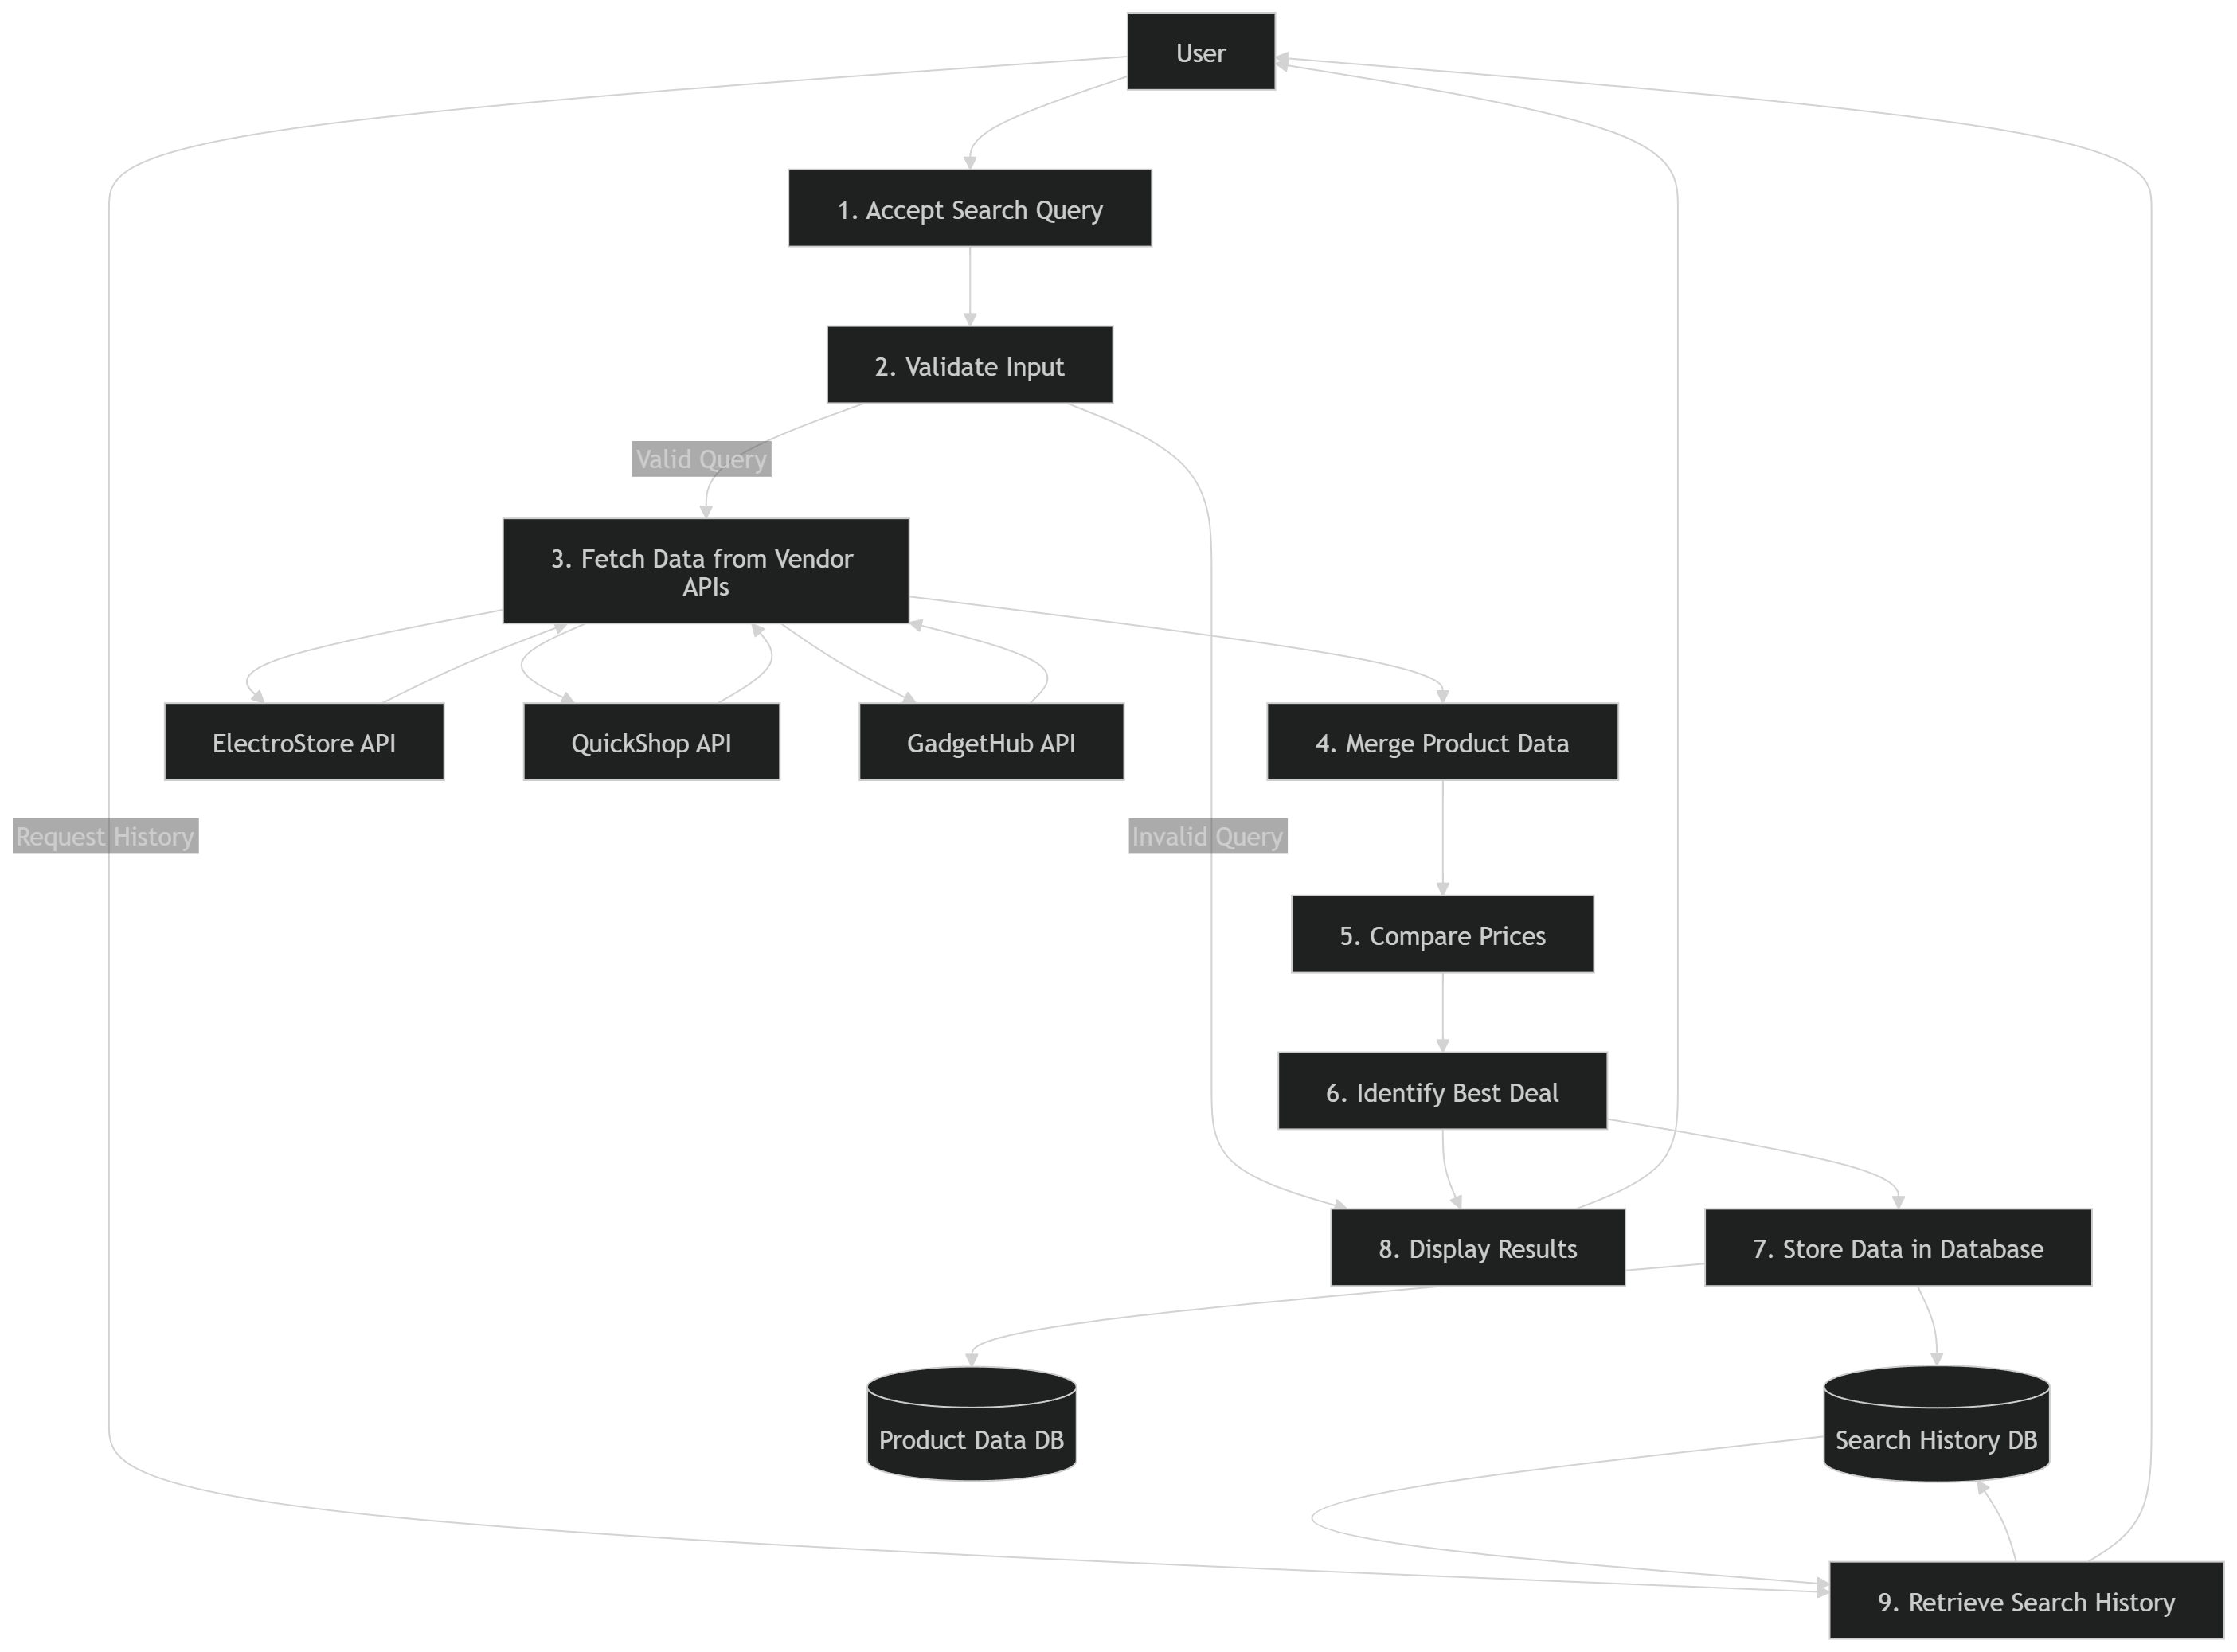 User
1. Accept Search Query
2. Validate Input
Valid Query
3. Fetch Data from Vendor
APIs
ElectroStore API
QuickShop API
GadgetHub API
4. Merge Product Data
Request History
Invalid Query
5. Compare Prices
6. Identify Best Deal
8. Display Results
7. Store Data in Database
Product Data DB
Search History DB
9. Retrieve Search History